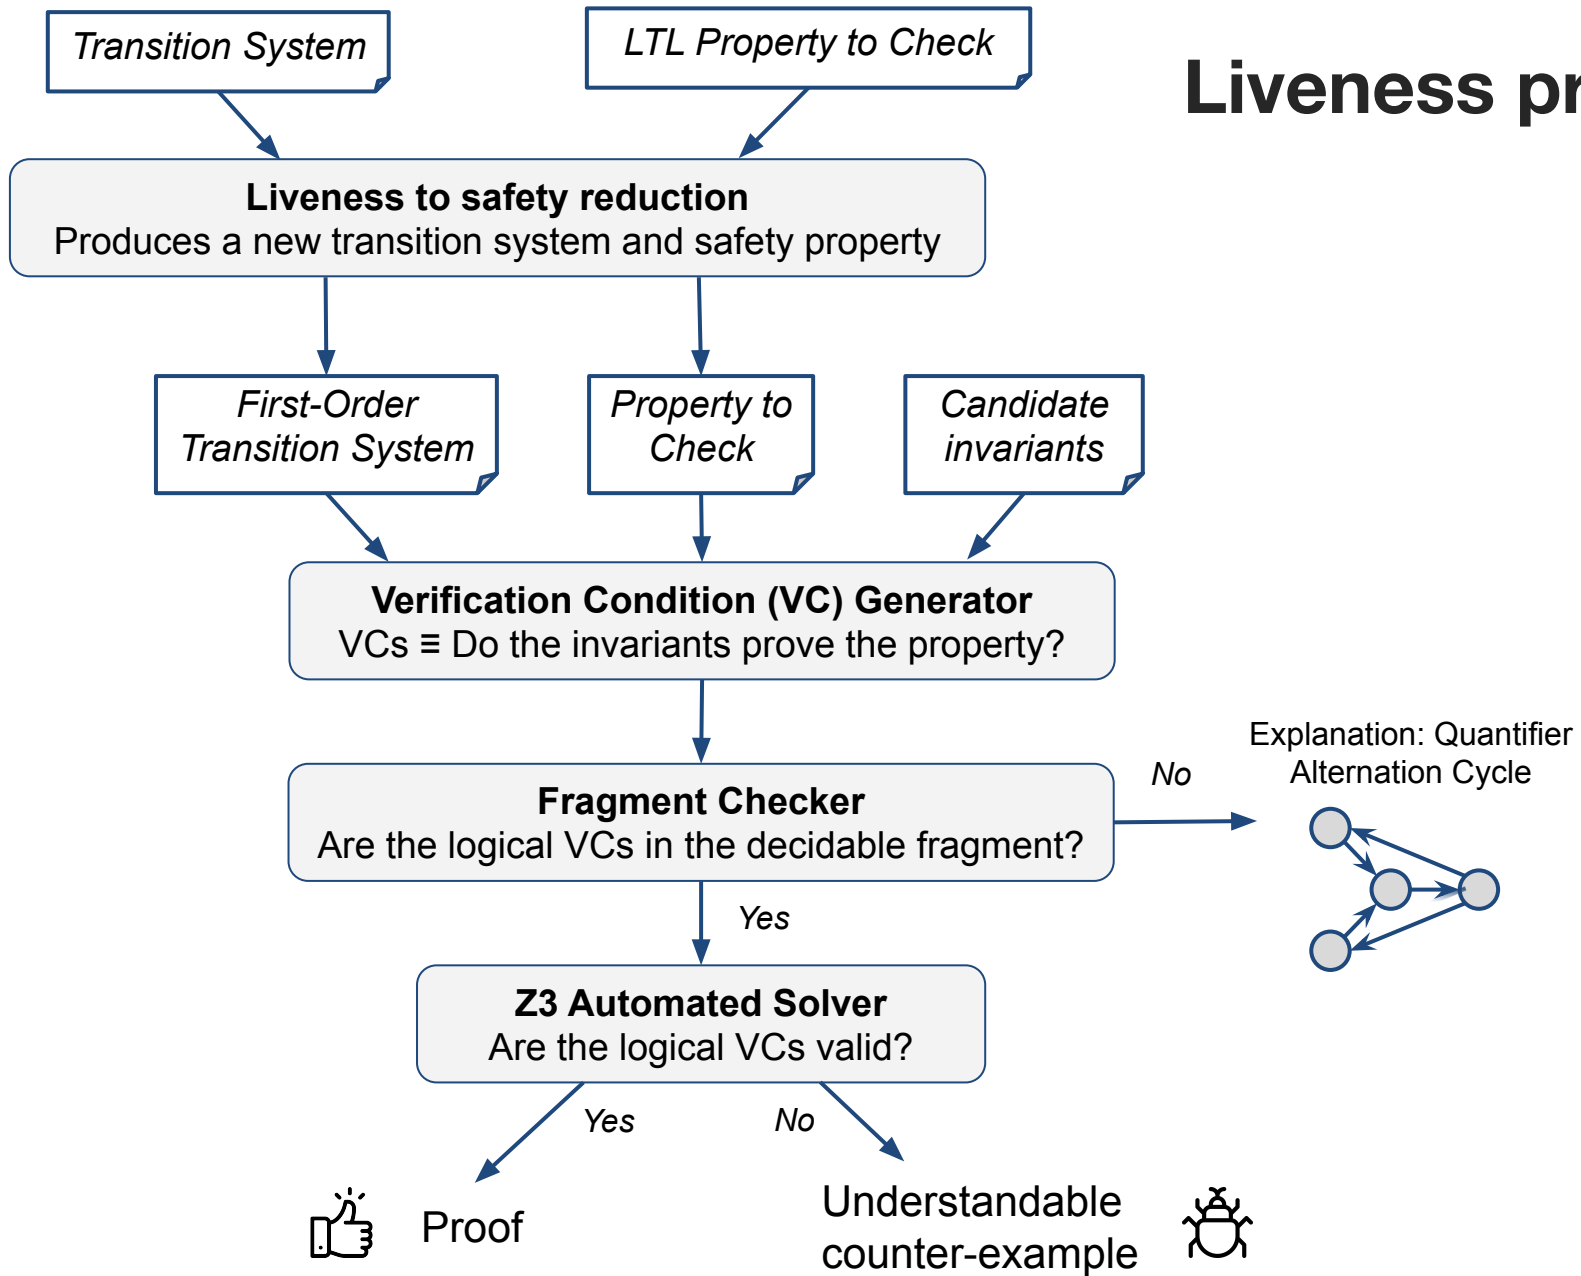 Transition System
LTL Property to Check
Liveness pr
Liveness to safety reduction
Produces a new transition system and safety property
First-Order
Transition System
Property to
Check
Candidate
invariants
Verification Condition (VC) Generator
VCs ≡ Do the invariants prove the property?
Explanation: Quantifier
Alternation Cycle
No
Fragment Checker
Are the logical VCs in the decidable fragment?
Yes
Z3 Automated Solver
Are the logical VCs valid?
Yes
No
Proof
Understandable
counter-example